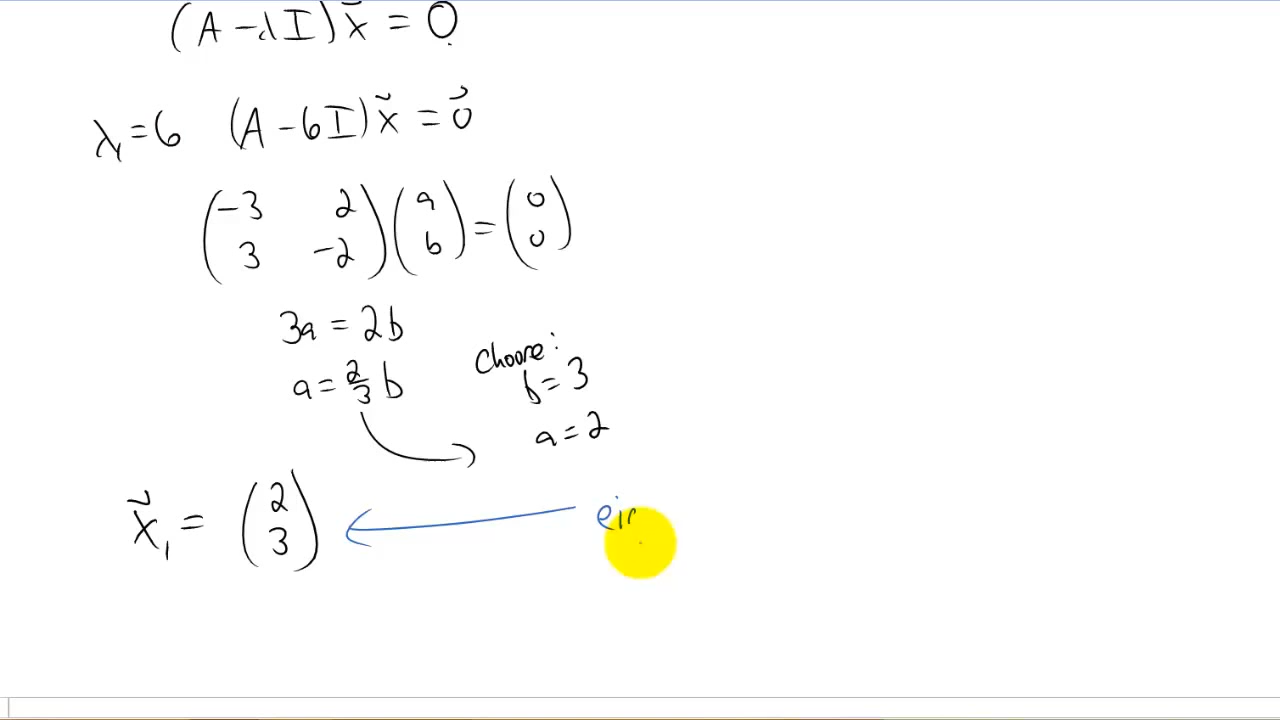 (A - λI)x⃗ = 0
λ₁ = 6 (A - 6I)x⃗ = 0⃗
(-3 2) (a) = (0)
(3 -2) (b) (0)
3a = 2b
a = 2/3 b
Choose:
b = 3
a = 2
x⃗₁ = (2)
(3)